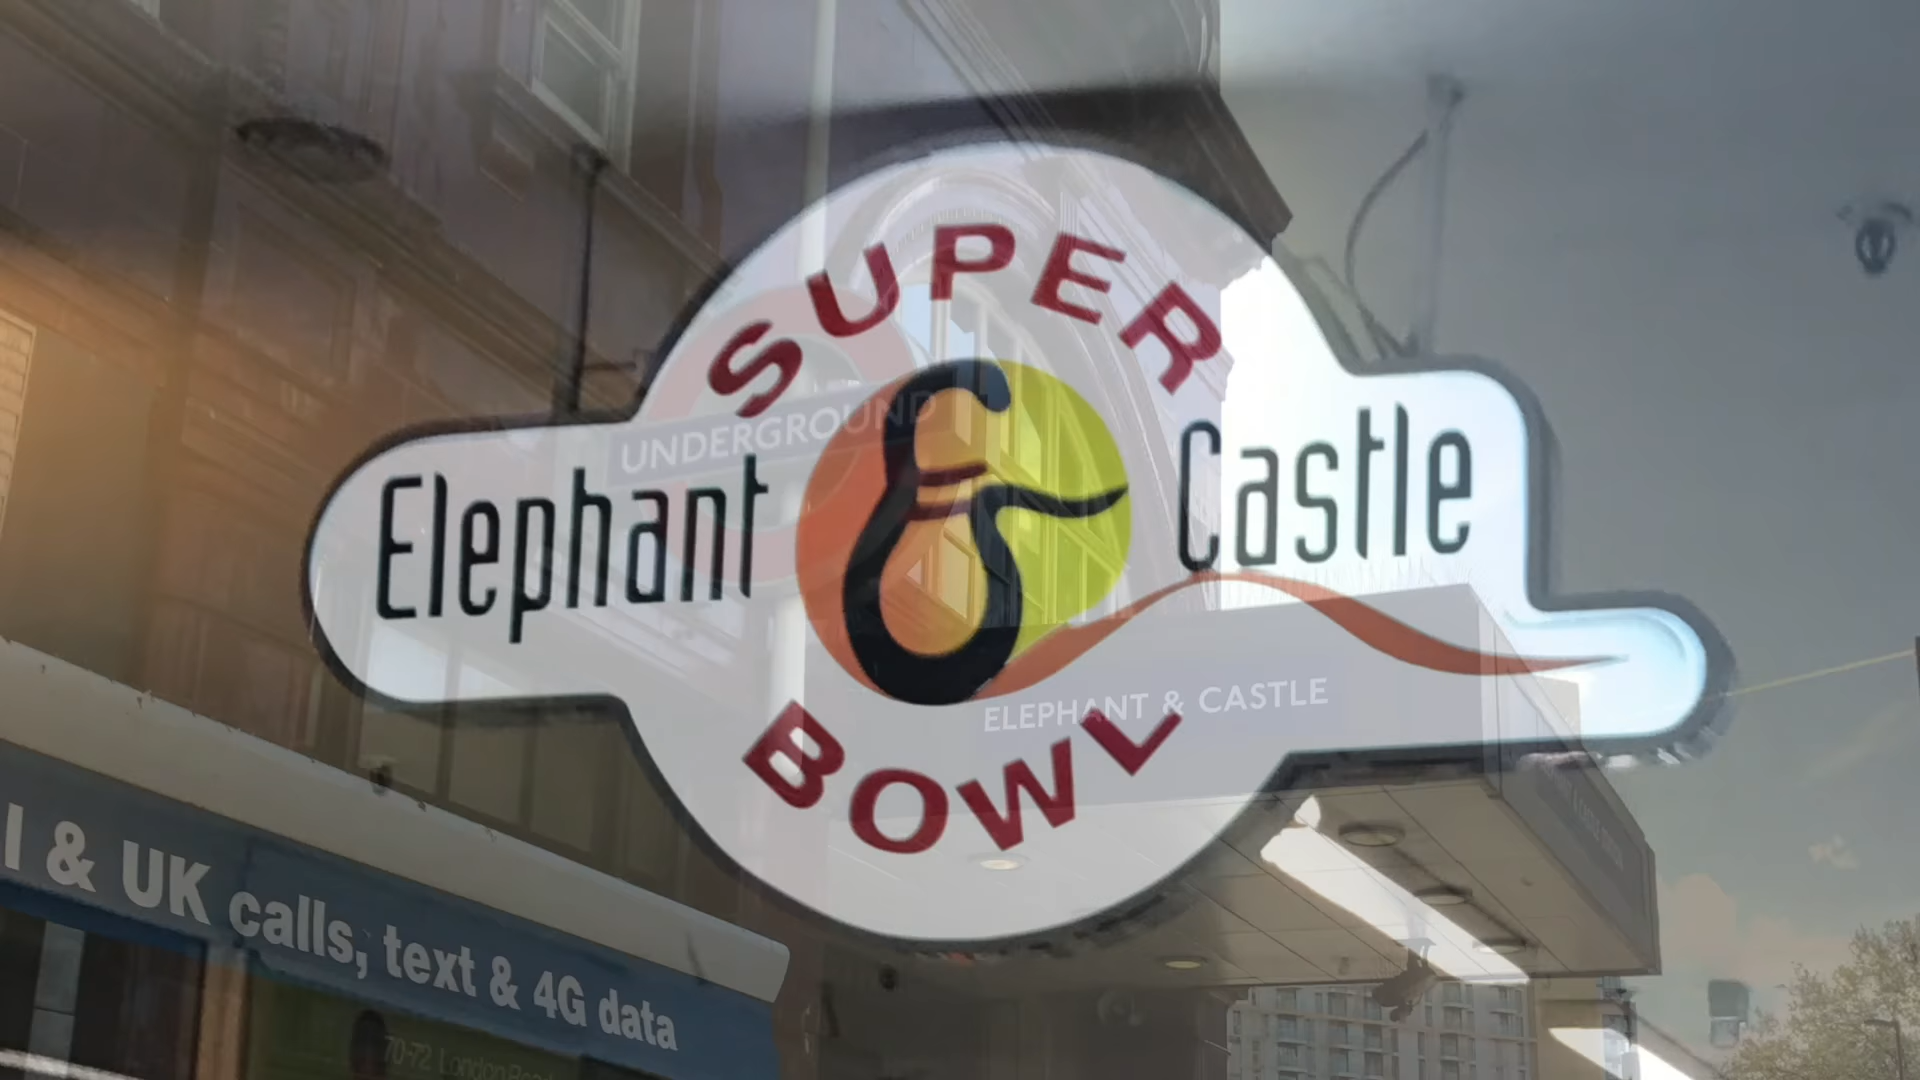 SUPER
Elephant & Castle
BOWL
UNDERGROUND
ELEPHANT & CASTLE
& UK calls, text & 4G data
70-72 London Road